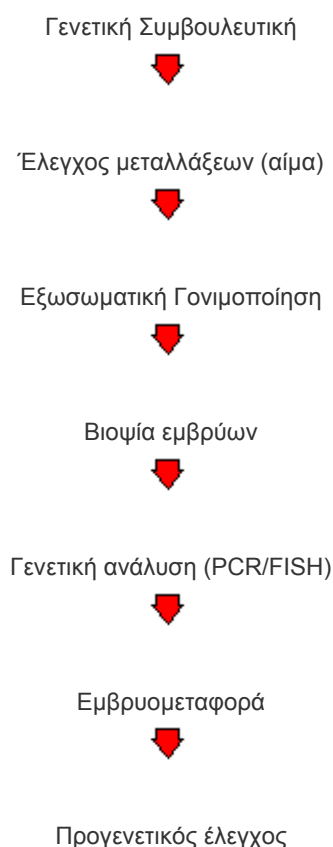 Γενετική Συμβουλευτική
Έλεγχος μεταλλάξεων (αίμα)
Εξωσωματική Γονιμοποίηση
Βιοψία εμβρύων
Γενετική ανάλυση (PCR/FISH)
Εμβρυομεταφορά
Προγενετικός έλεγχος